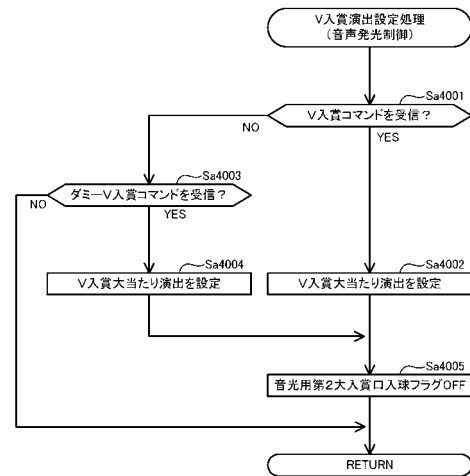 V入賞演出設定処理
(音声発光制御)
Sa4001
V入賞コマンドを受信?
NO
YES
Sa4003
ダミーV入賞コマンドを受信?
NO
YES
Sa4004
V入賞大当たり演出を設定
Sa4002
V入賞大当たり演出を設定
Sa4005
音光用第2大入賞口入球フラグOFF
RETURN